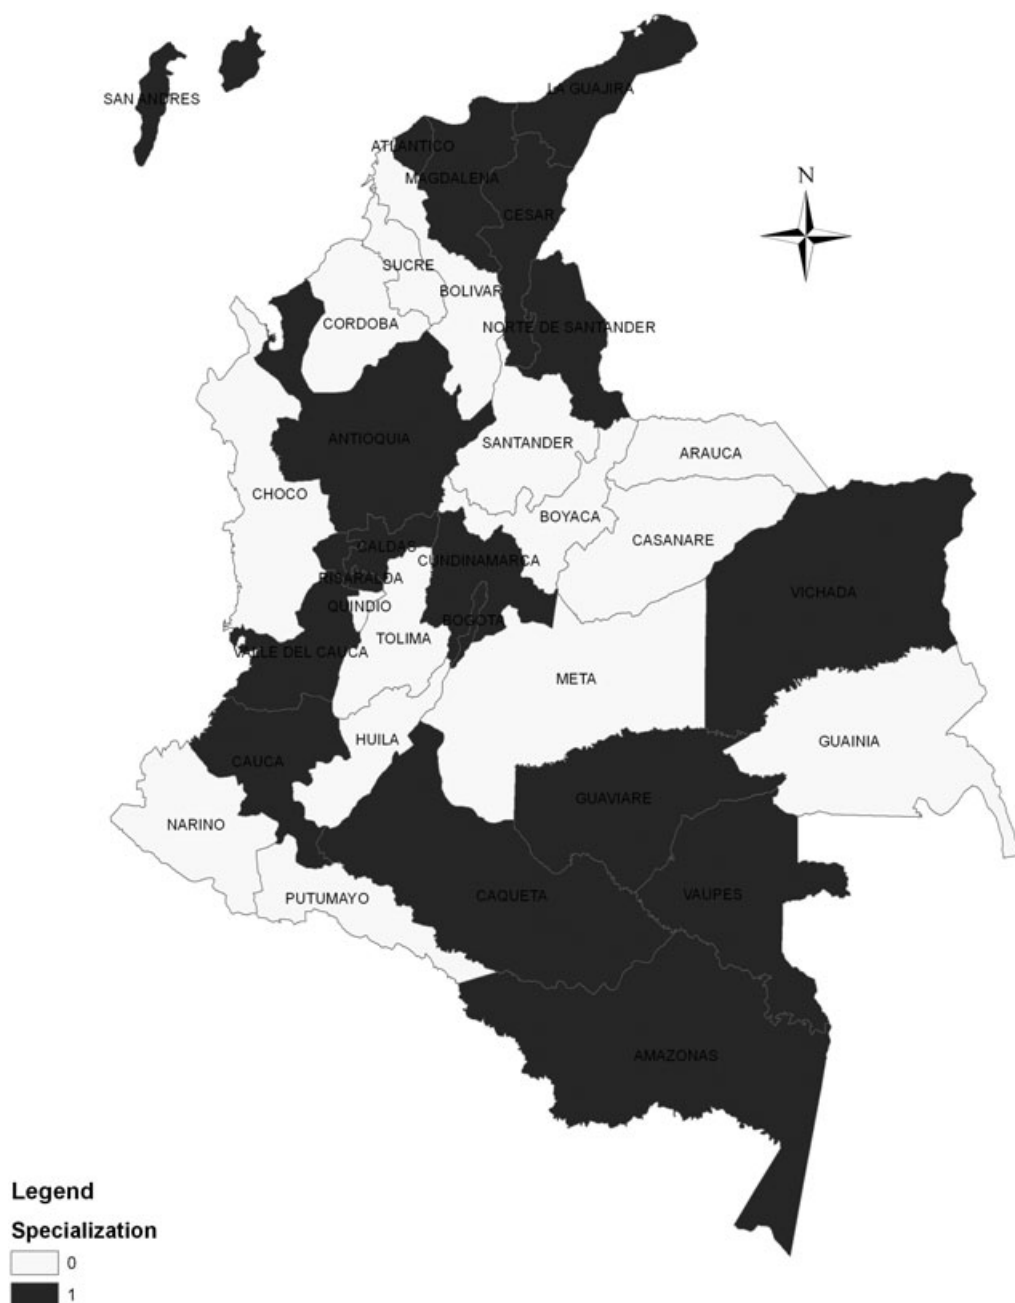 SAN ANDRES
LA GUAJIRA
ATLANTICO
MAGDALENA
N
CESAR
SUCRE
BOLIVAR
CORDOBA
NORTE DE SANTANDER
ANTIOQUIA
SANTANDER
ARAUCA
CHOCO
BOYACA
CASANARE
CALDAS
CUNDINAMARCA
RISARALDA
VICHADA
QUINDIO
BOGOTA
TOLIMA
VALLE DEL CAUCA
META
HUILA
GUAINIA
CAUCA
GUAVIARE
NARINO
CAQUETA
VAUPES
PUTUMAYO
AMAZONAS
Legend
Specialization
0
1